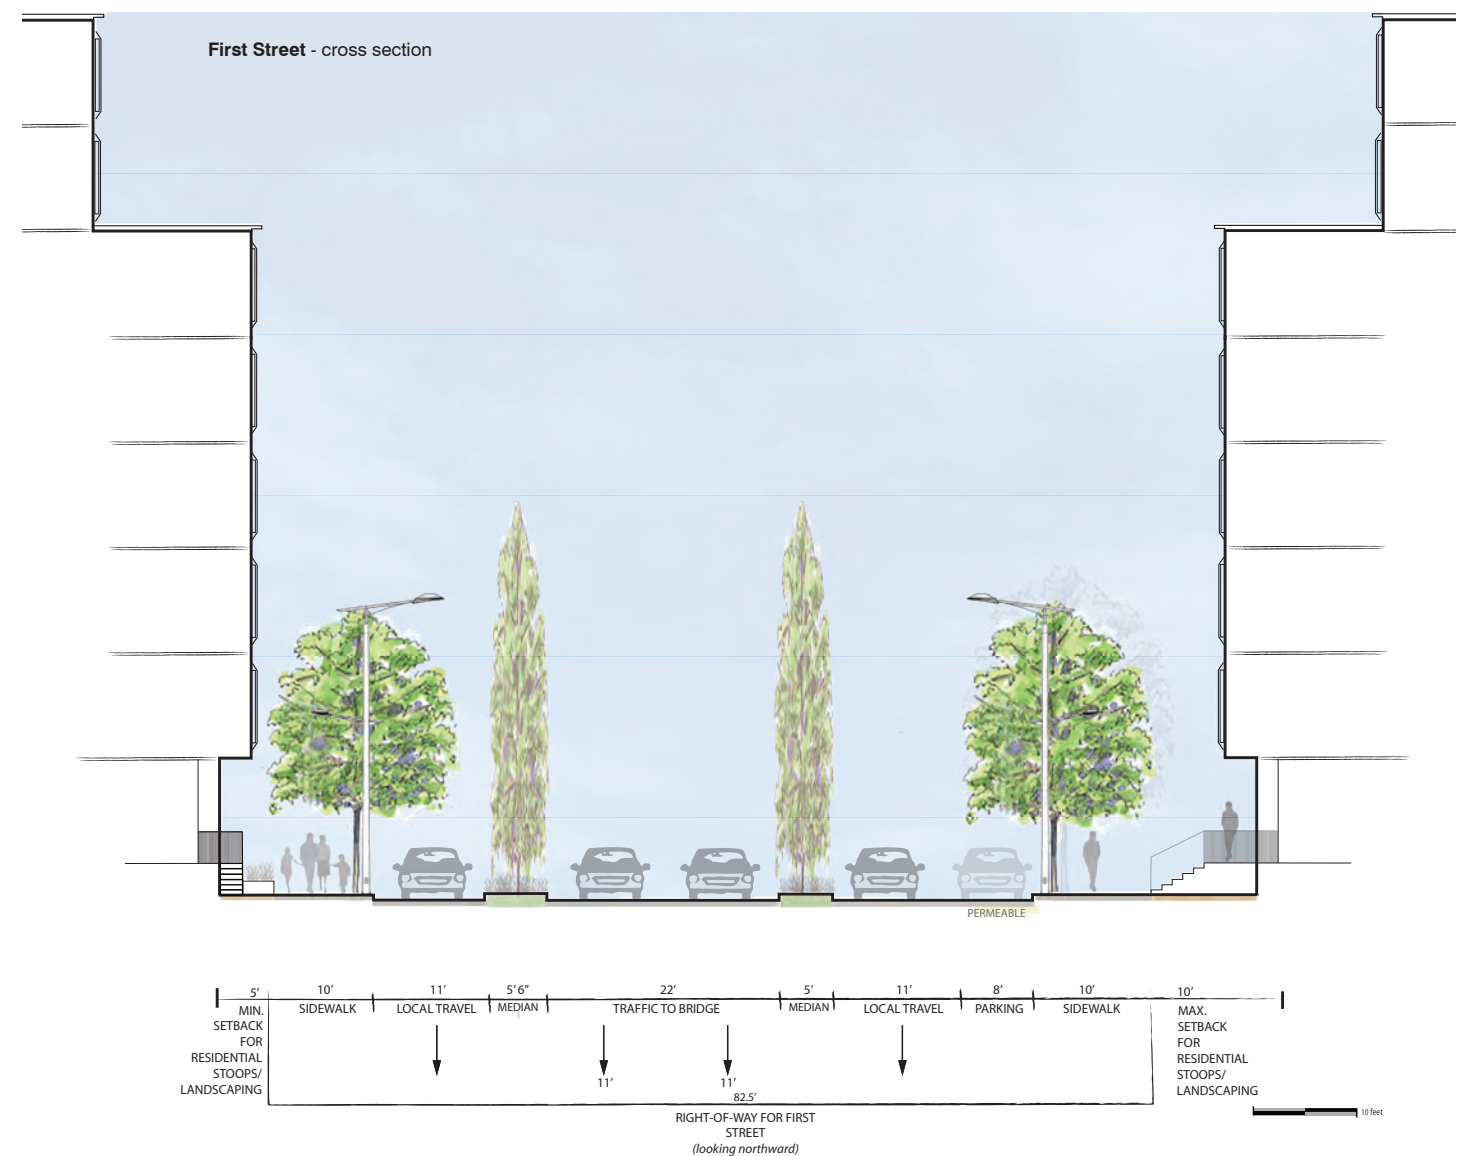 First Street - cross section
PERMEABLE
5’
MIN.
SETBACK
FOR
RESIDENTIAL
STOOPS/
LANDSCAPING
10’
SIDEWALK
11’
LOCAL TRAVEL
5’6”
MEDIAN
22’
TRAFFIC TO BRIDGE
5’
MEDIAN
11’
LOCAL TRAVEL
8’
PARKING
10’
SIDEWALK
10’
MAX.
SETBACK
FOR
RESIDENTIAL
STOOPS/
LANDSCAPING
11’
11’
82.5’
RIGHT-OF-WAY FOR FIRST
STREET
(looking northward)
10 feet